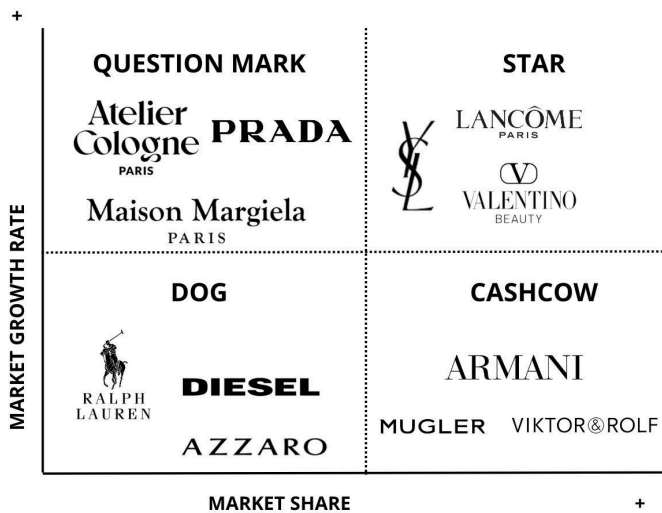 +
QUESTION MARK
STAR
Atelier
Cologne
PARIS
PRADA
Maison Margiela
PARIS
YSL
LANCÔME
PARIS
V
VALENTINO
BEAUTY
MARKET GROWTH RATE
DOG
CASHCOW
RALPH
LAUREN
DIESEL
AZZARO
ARMANI
MUGLER
VIKTOR&ROLF
MARKET SHARE
+